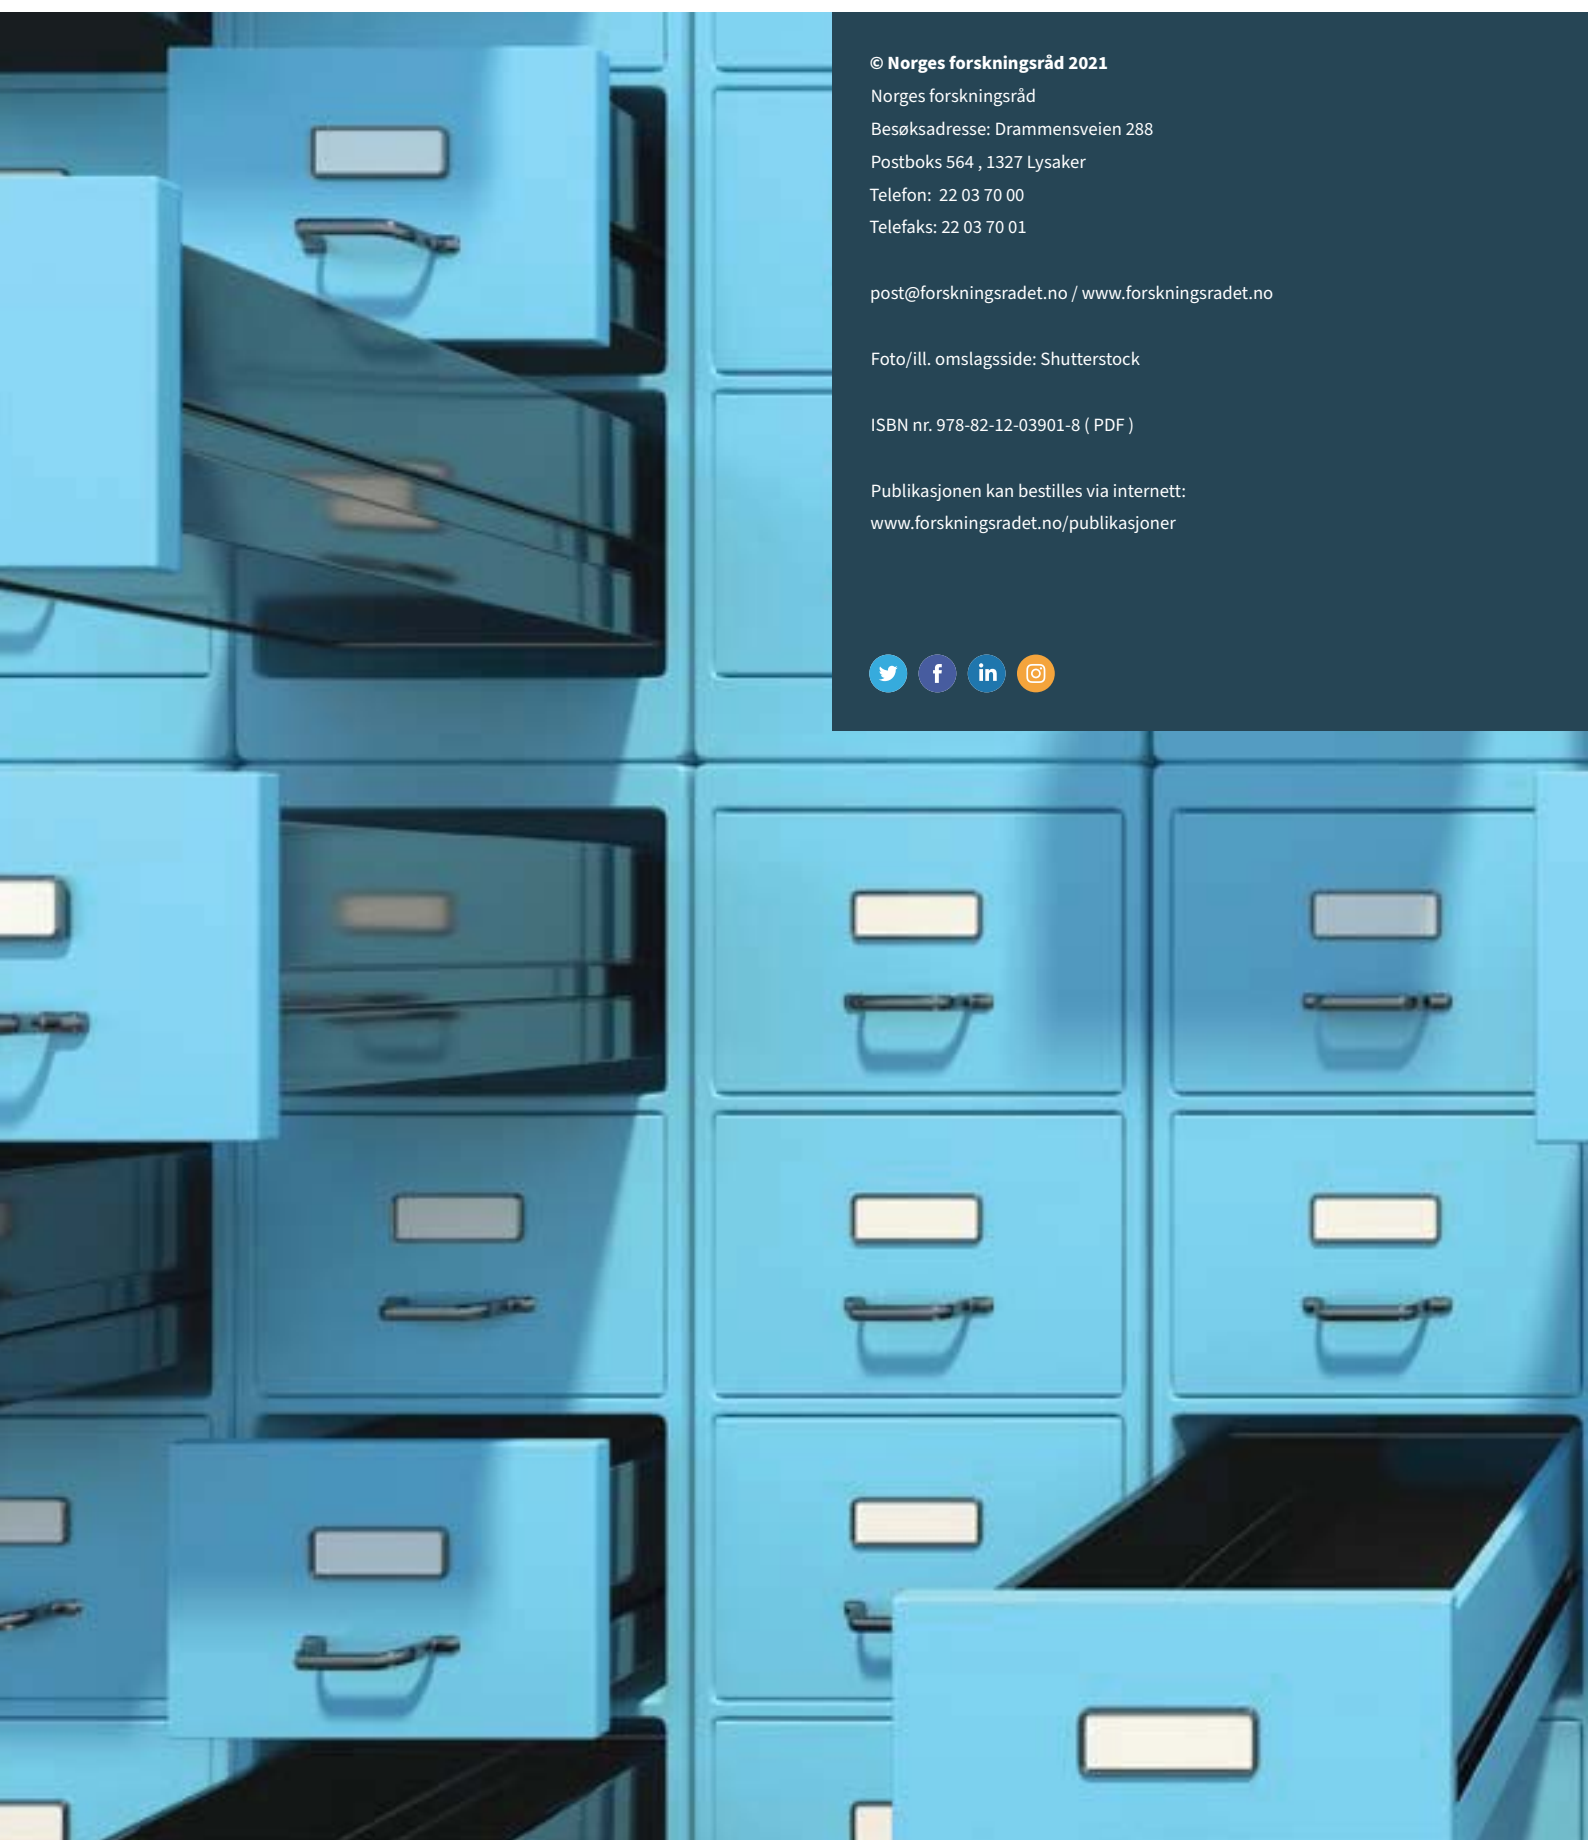 © Norges forskningsråd 2021
Norges forskningsråd
Besøksadresse: Drammensveien 288
Postboks 564 , 1327 Lysaker
Telefon:  22 03 70 00
Telefaks: 22 03 70 01
post@forskningsradet.no / www.forskningsradet.no
Foto/ill. omslagsside: Shutterstock
ISBN nr. 978-82-12-03901-8 ( PDF )
Publikasjonen kan bestilles via internett:
www.forskningsradet.no/publikasjoner